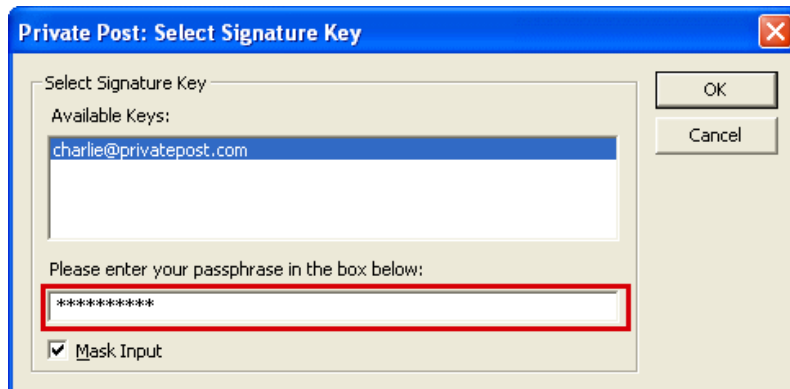 Private Post: Select Signature Key
Select Signature Key
OK
Available Keys:
Cancel
charlie@privatepost.com
Please enter your passphrase in the box below:
**********
Mask Input